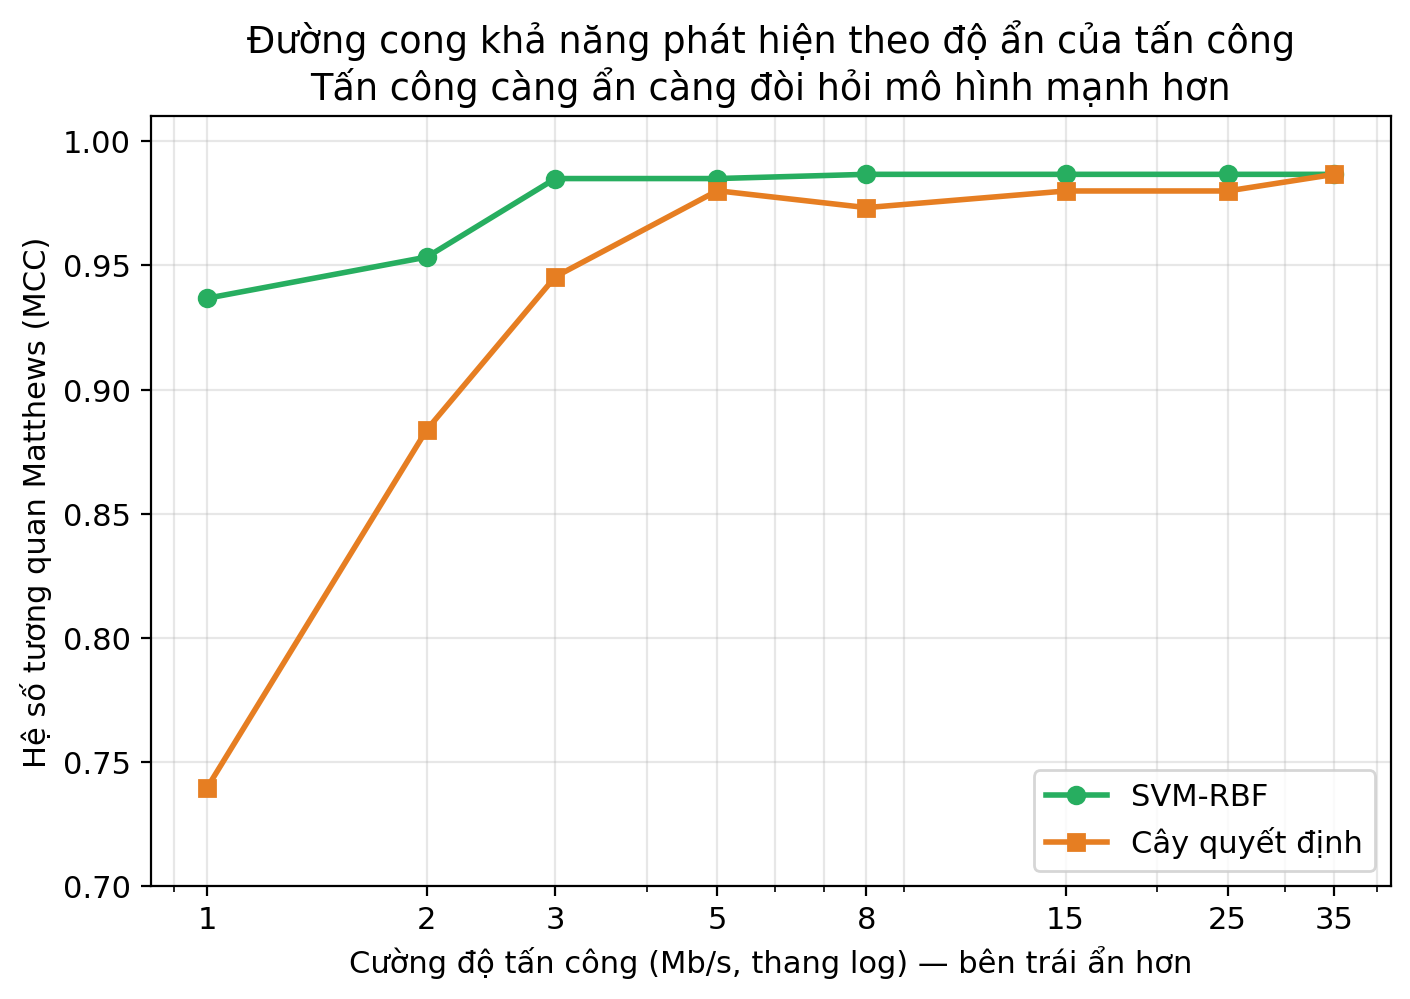 Đường cong khả năng phát hiện theo độ ẩn của tấn công
Tấn công càng ẩn càng đòi hỏi mô hình mạnh hơn
Hệ số tương quan Matthews (MCC)
1.00
0.95
0.90
0.85
0.80
0.75
0.70
SVM-RBF
Cây quyết định
1 2 3 5 8 15 25 35
Cường độ tấn công (Mb/s, thang log) — bên trái ẩn hơn